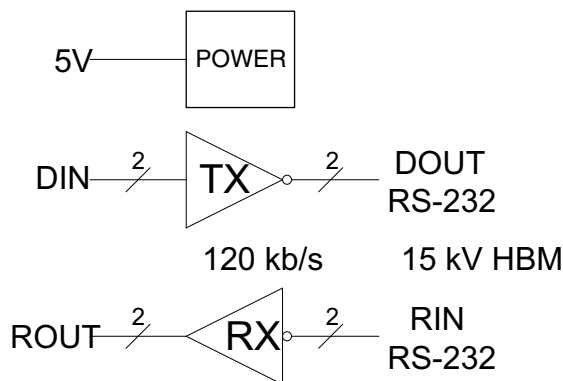 5V POWER
2 2 DOUT
DIN TX RS-232
120 kb/s 15 kV HBM
2 2 RIN
ROUT RX RS-232